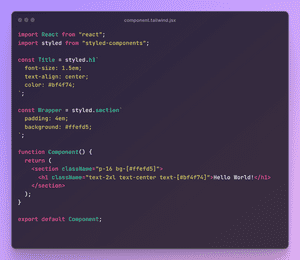 component.tailwind.jsx
import React from "react";
import styled from "styled-components";
const Title = styled.h1`
font-size: 1.5em;
text-align: center;
color: #bf4f74;
`;
const Wrapper = styled.section`
padding: 4em;
background: #ffefd5;
`;
function Component() {
return (
<section className="p-16 bg-[#ffefd5]">
<h1 className="text-2xl text-center text-[#bf4f74]">Hello World!</h1>
</section>
);
}
export default Component;